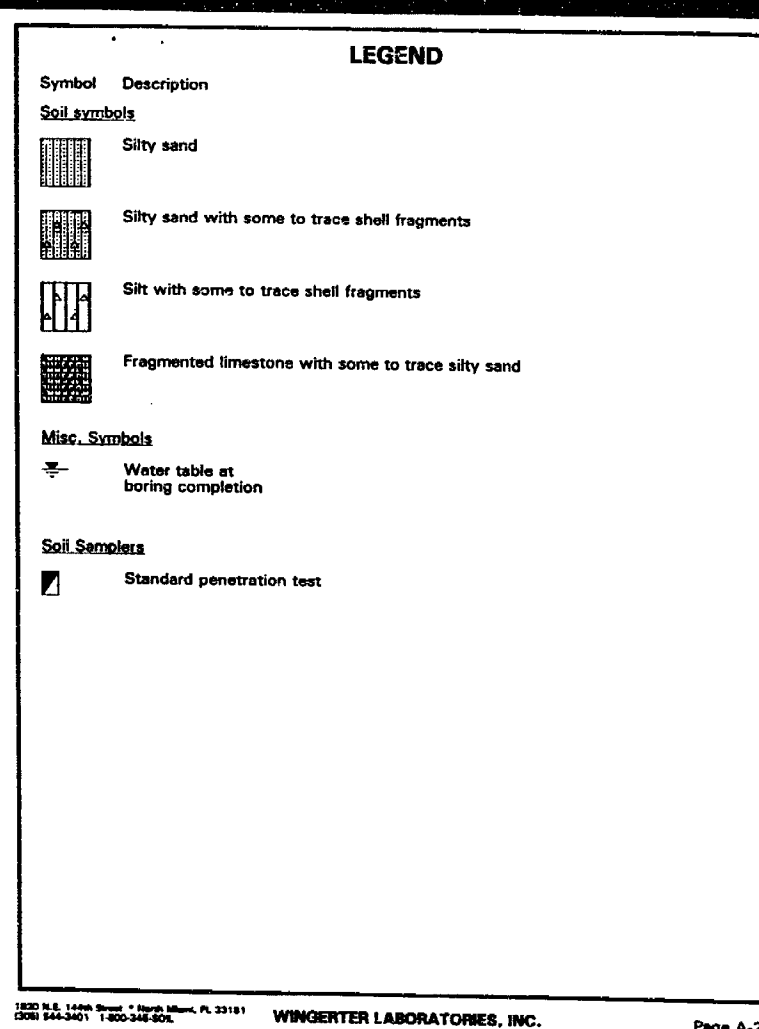 LEGEND
Symbol Description
Soil symbols
Silty sand
Silty sand with some to trace shell fragments
Silt with some to trace shell fragments
Fragmented limestone with some to trace silty sand
Misc. Symbols
Water table at
boring completion
Soil Samplers
Standard penetration test
1820 N.E. 144th Street * North Miami, FL 33181
(305) 944-3401 1-800-345-SOIL
WINGERTER LABORATORIES, INC.
Page A-